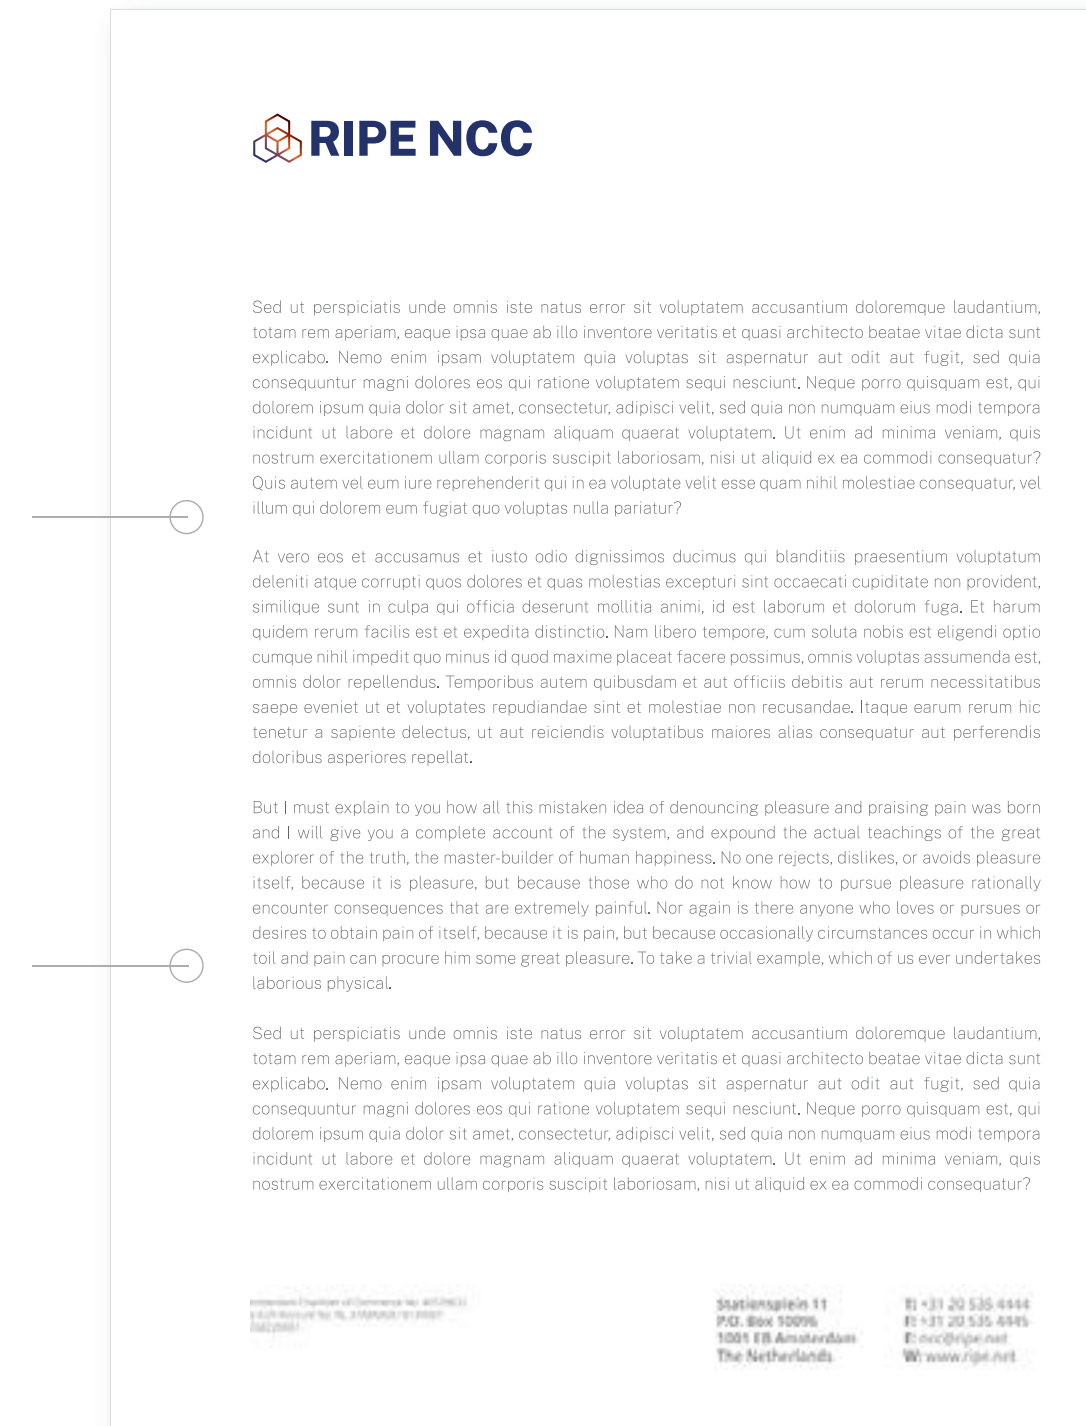 RIPE NCC
Sed ut perspiciatis unde omnis iste natus error sit voluptatem accusantium doloremque laudantium,
totam rem aperiam, eaque ipsa quae ab illo inventore veritatis et quasi architecto beatae vitae dicta sunt
explicabo. Nemo enim ipsam voluptatem quia voluptas sit aspernatur aut odit aut fugit, sed quia
consequuntur magni dolores eos qui ratione voluptatem sequi nesciunt. Neque porro quisquam est, qui
dolorem ipsum quia dolor sit amet, consectetur, adipisci velit, sed quia non numquam eius modi tempora
incidunt ut labore et dolore magnam aliquam quaerat voluptatem. Ut enim ad minima veniam, quis
nostrum exercitationem ullam corporis suscipit laboriosam, nisi ut aliquid ex ea commodi consequatur?
Quis autem vel eum iure reprehenderit qui in ea voluptate velit esse quam nihil molestiae consequatur, vel
illum qui dolorem eum fugiat quo voluptas nulla pariatur?
At vero eos et accusamus et iusto odio dignissimos ducimus qui blanditiis praesentium voluptatum
deleniti atque corrupti quos dolores et quas molestias excepturi sint occaecati cupiditate non provident,
similique sunt in culpa qui officia deserunt mollitia animi, id est laborum et dolorum fuga. Et harum
quidem rerum facilis est et expedita distinctio. Nam libero tempore, cum soluta nobis est eligendi optio
cumque nihil impedit quo minus id quod maxime placeat facere possimus, omnis voluptas assumenda est,
omnis dolor repellendus. Temporibus autem quibusdam et aut officiis debitis aut rerum necessitatibus
saepe eveniet ut et voluptates repudiandae sint et molestiae non recusandae. Itaque earum rerum hic
tenetur a sapiente delectus, ut aut reiciendis voluptatibus maiores alias consequatur aut perferendis
doloribus asperiores repellat.
But I must explain to you how all this mistaken idea of denouncing pleasure and praising pain was born
and I will give you a complete account of the system, and expound the actual teachings of the great
explorer of the truth, the master-builder of human happiness. No one rejects, dislikes, or avoids pleasure
itself, because it is pleasure, but because those who do not know how to pursue pleasure rationally
encounter consequences that are extremely painful. Nor again is there anyone who loves or pursues or
desires to obtain pain of itself, because it is pain, but because occasionally circumstances occur in which
toil and pain can procure him some great pleasure. To take a trivial example, which of us ever undertakes
laborious physical.
Sed ut perspiciatis unde omnis iste natus error sit voluptatem accusantium doloremque laudantium,
totam rem aperiam, eaque ipsa quae ab illo inventore veritatis et quasi architecto beatae vitae dicta sunt
explicabo. Nemo enim ipsam voluptatem quia voluptas sit aspernatur aut odit aut fugit, sed quia
consequuntur magni dolores eos qui ratione voluptatem sequi nesciunt. Neque porro quisquam est, qui
dolorem ipsum quia dolor sit amet, consectetur, adipisci velit, sed quia non numquam eius modi tempora
incidunt ut labore et dolore magnam aliquam quaerat voluptatem. Ut enim ad minima veniam, quis
nostrum exercitationem ullam corporis suscipit laboriosam, nisi ut aliquid ex ea commodi consequatur?
Stationsplein 11
P.O. Box 10096
1001 EB Amsterdam
The Netherlands
T: +31 20 535 4444
F: +31 20 535 4445
E: ncc@ripe.net
W: www.ripe.net